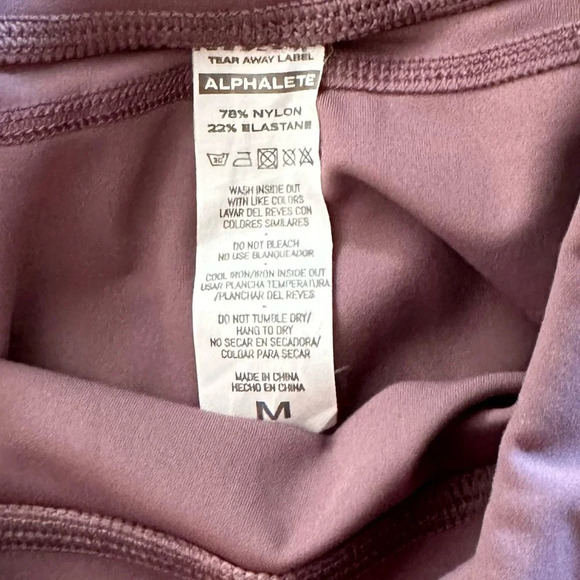 TEAR AWAY LABEL
ALPHALETE
78% NYLON
22% ELASTANE
30
WASH INSIDE OUT
WITH LIKE COLORS
LAVAR DEL REVES CON
COLORES SIMILARES
-
DO NOT BLEACH
NO USE BLANQUEADOR
-
COOL IRON/IRON INSIDE OUT
USAR PLANCHA TEMPERATURA
/PLANCHAR DEL REVES
-
DO NOT TUMBLE DRY/
HANG TO DRY
NO SECAR EN SECADORA/
COLGAR PARA SECAR
-
MADE IN CHINA
HECHO EN CHINA
M